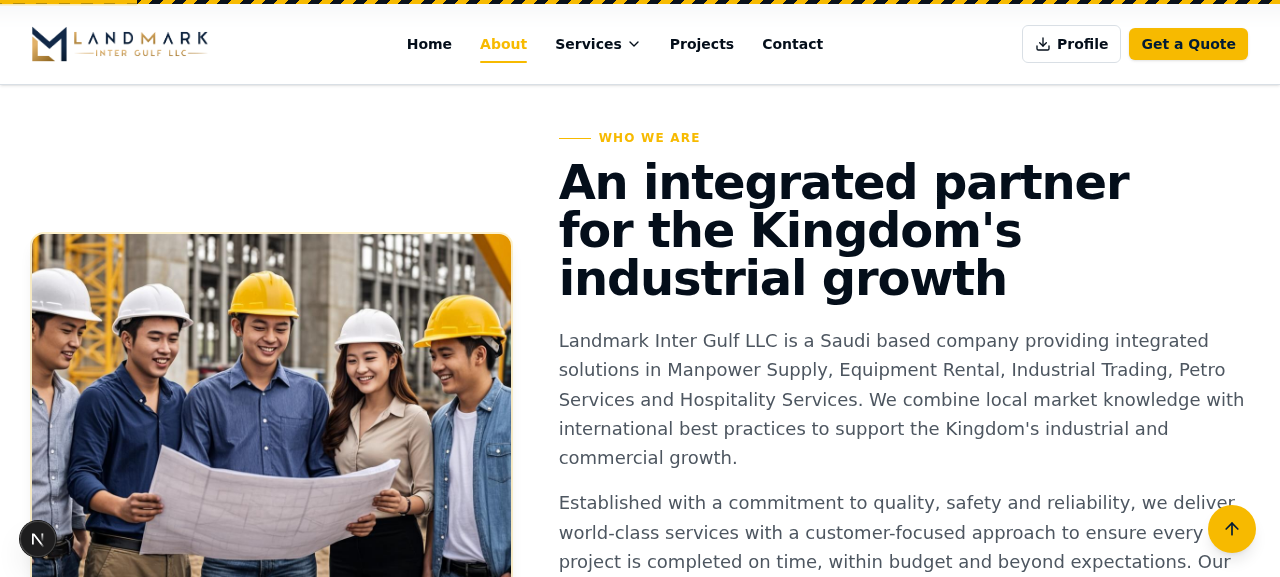 LANDMARK
INTER GULF LLC
Home
About
Services
Projects
Contact
Profile
Get a Quote
WHO WE ARE
An integrated partner
for the Kingdom's
industrial growth
Landmark Inter Gulf LLC is a Saudi based company providing integrated
solutions in Manpower Supply, Equipment Rental, Industrial Trading, Petro
Services and Hospitality Services. We combine local market knowledge with
international best practices to support the Kingdom's industrial and
commercial growth.
Established with a commitment to quality, safety and reliability, we deliver
world-class services with a customer-focused approach to ensure every
project is completed on time, within budget and beyond expectations. Our
N